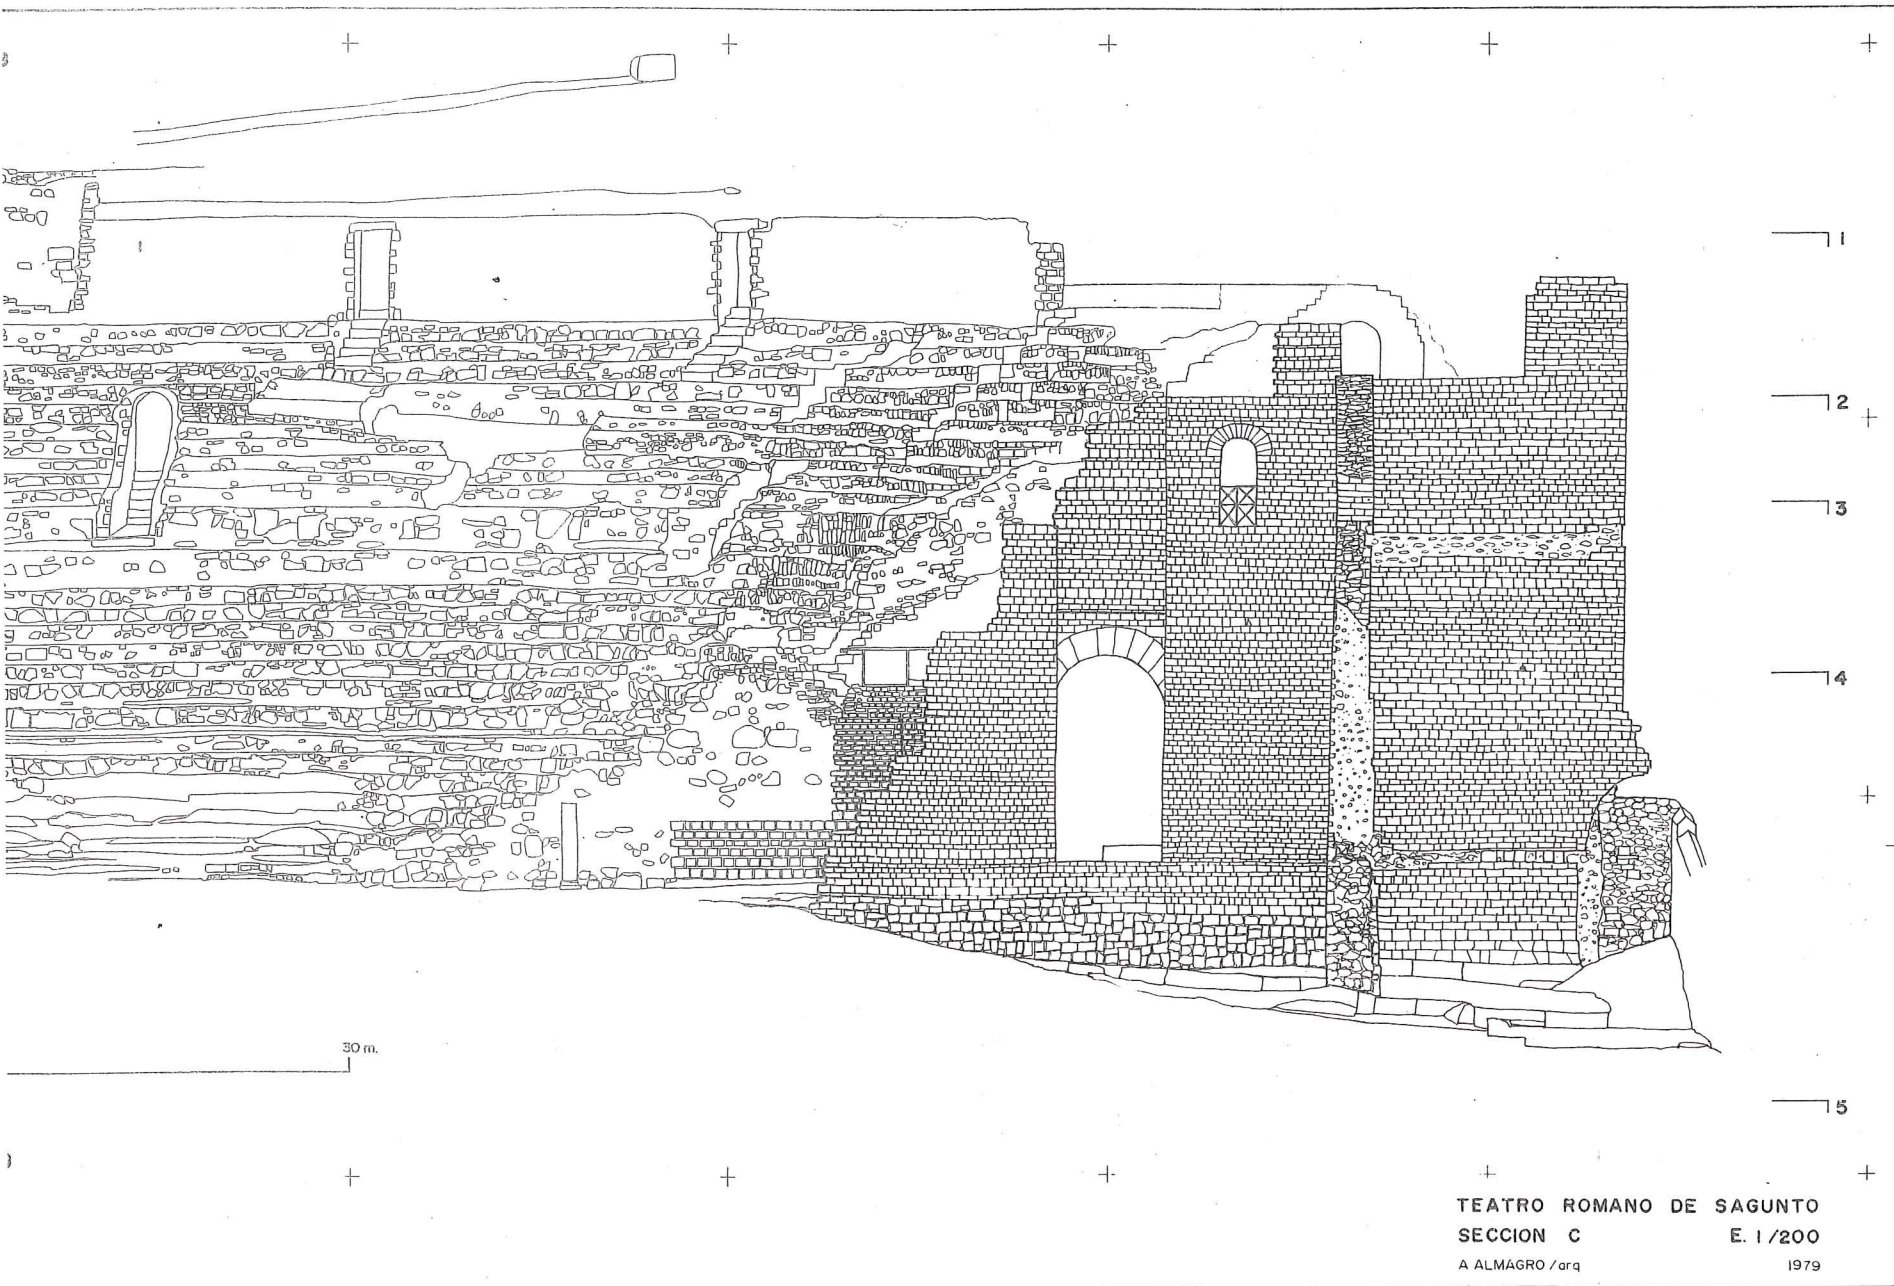 1
2
3
4
30 m.
5
TEATRO ROMANO DE SAGUNTO
SECCION C E. 1/200
A ALMAGRO/arq 1979